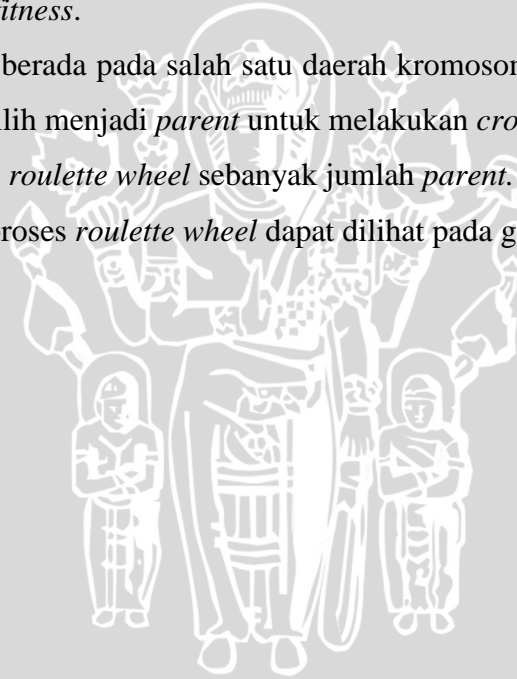 fitness.
berada pada salah satu daerah kromosom
ilih menjadi parent untuk melakukan cro
roulette wheel sebanyak jumlah parent.
roses roulette wheel dapat dilihat pada g